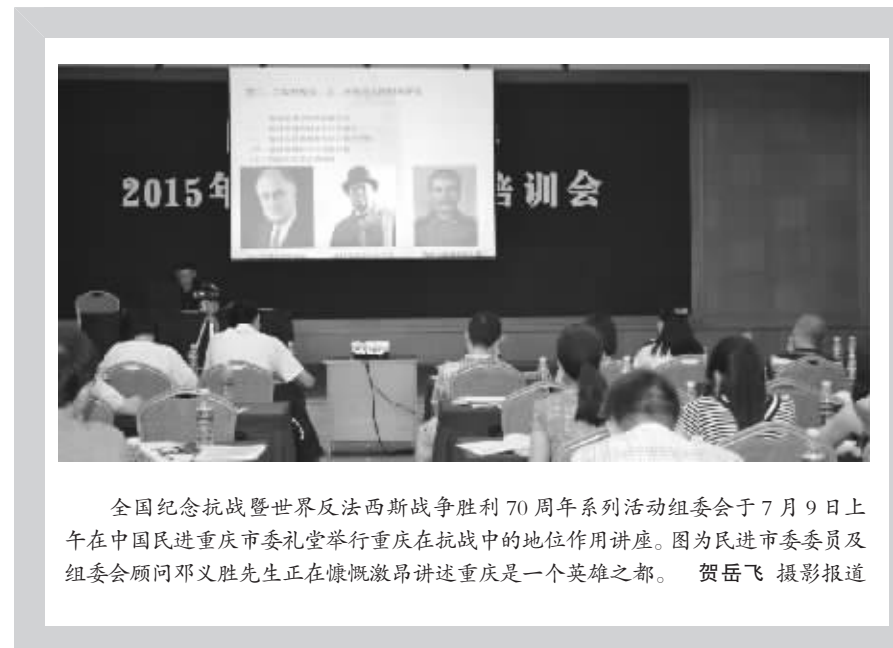 2015年
培训会
全国纪念抗战暨世界反法西斯战争胜利70周年系列活动组委会于7月9日上
午在中国民进重庆市委礼堂举行重庆在抗战中的地位作用讲座。图为民进市委委员及
组委会顾问邓义胜先生正在慷慨激昂讲述重庆是一个英雄之都。 贺岳飞 摄影报道